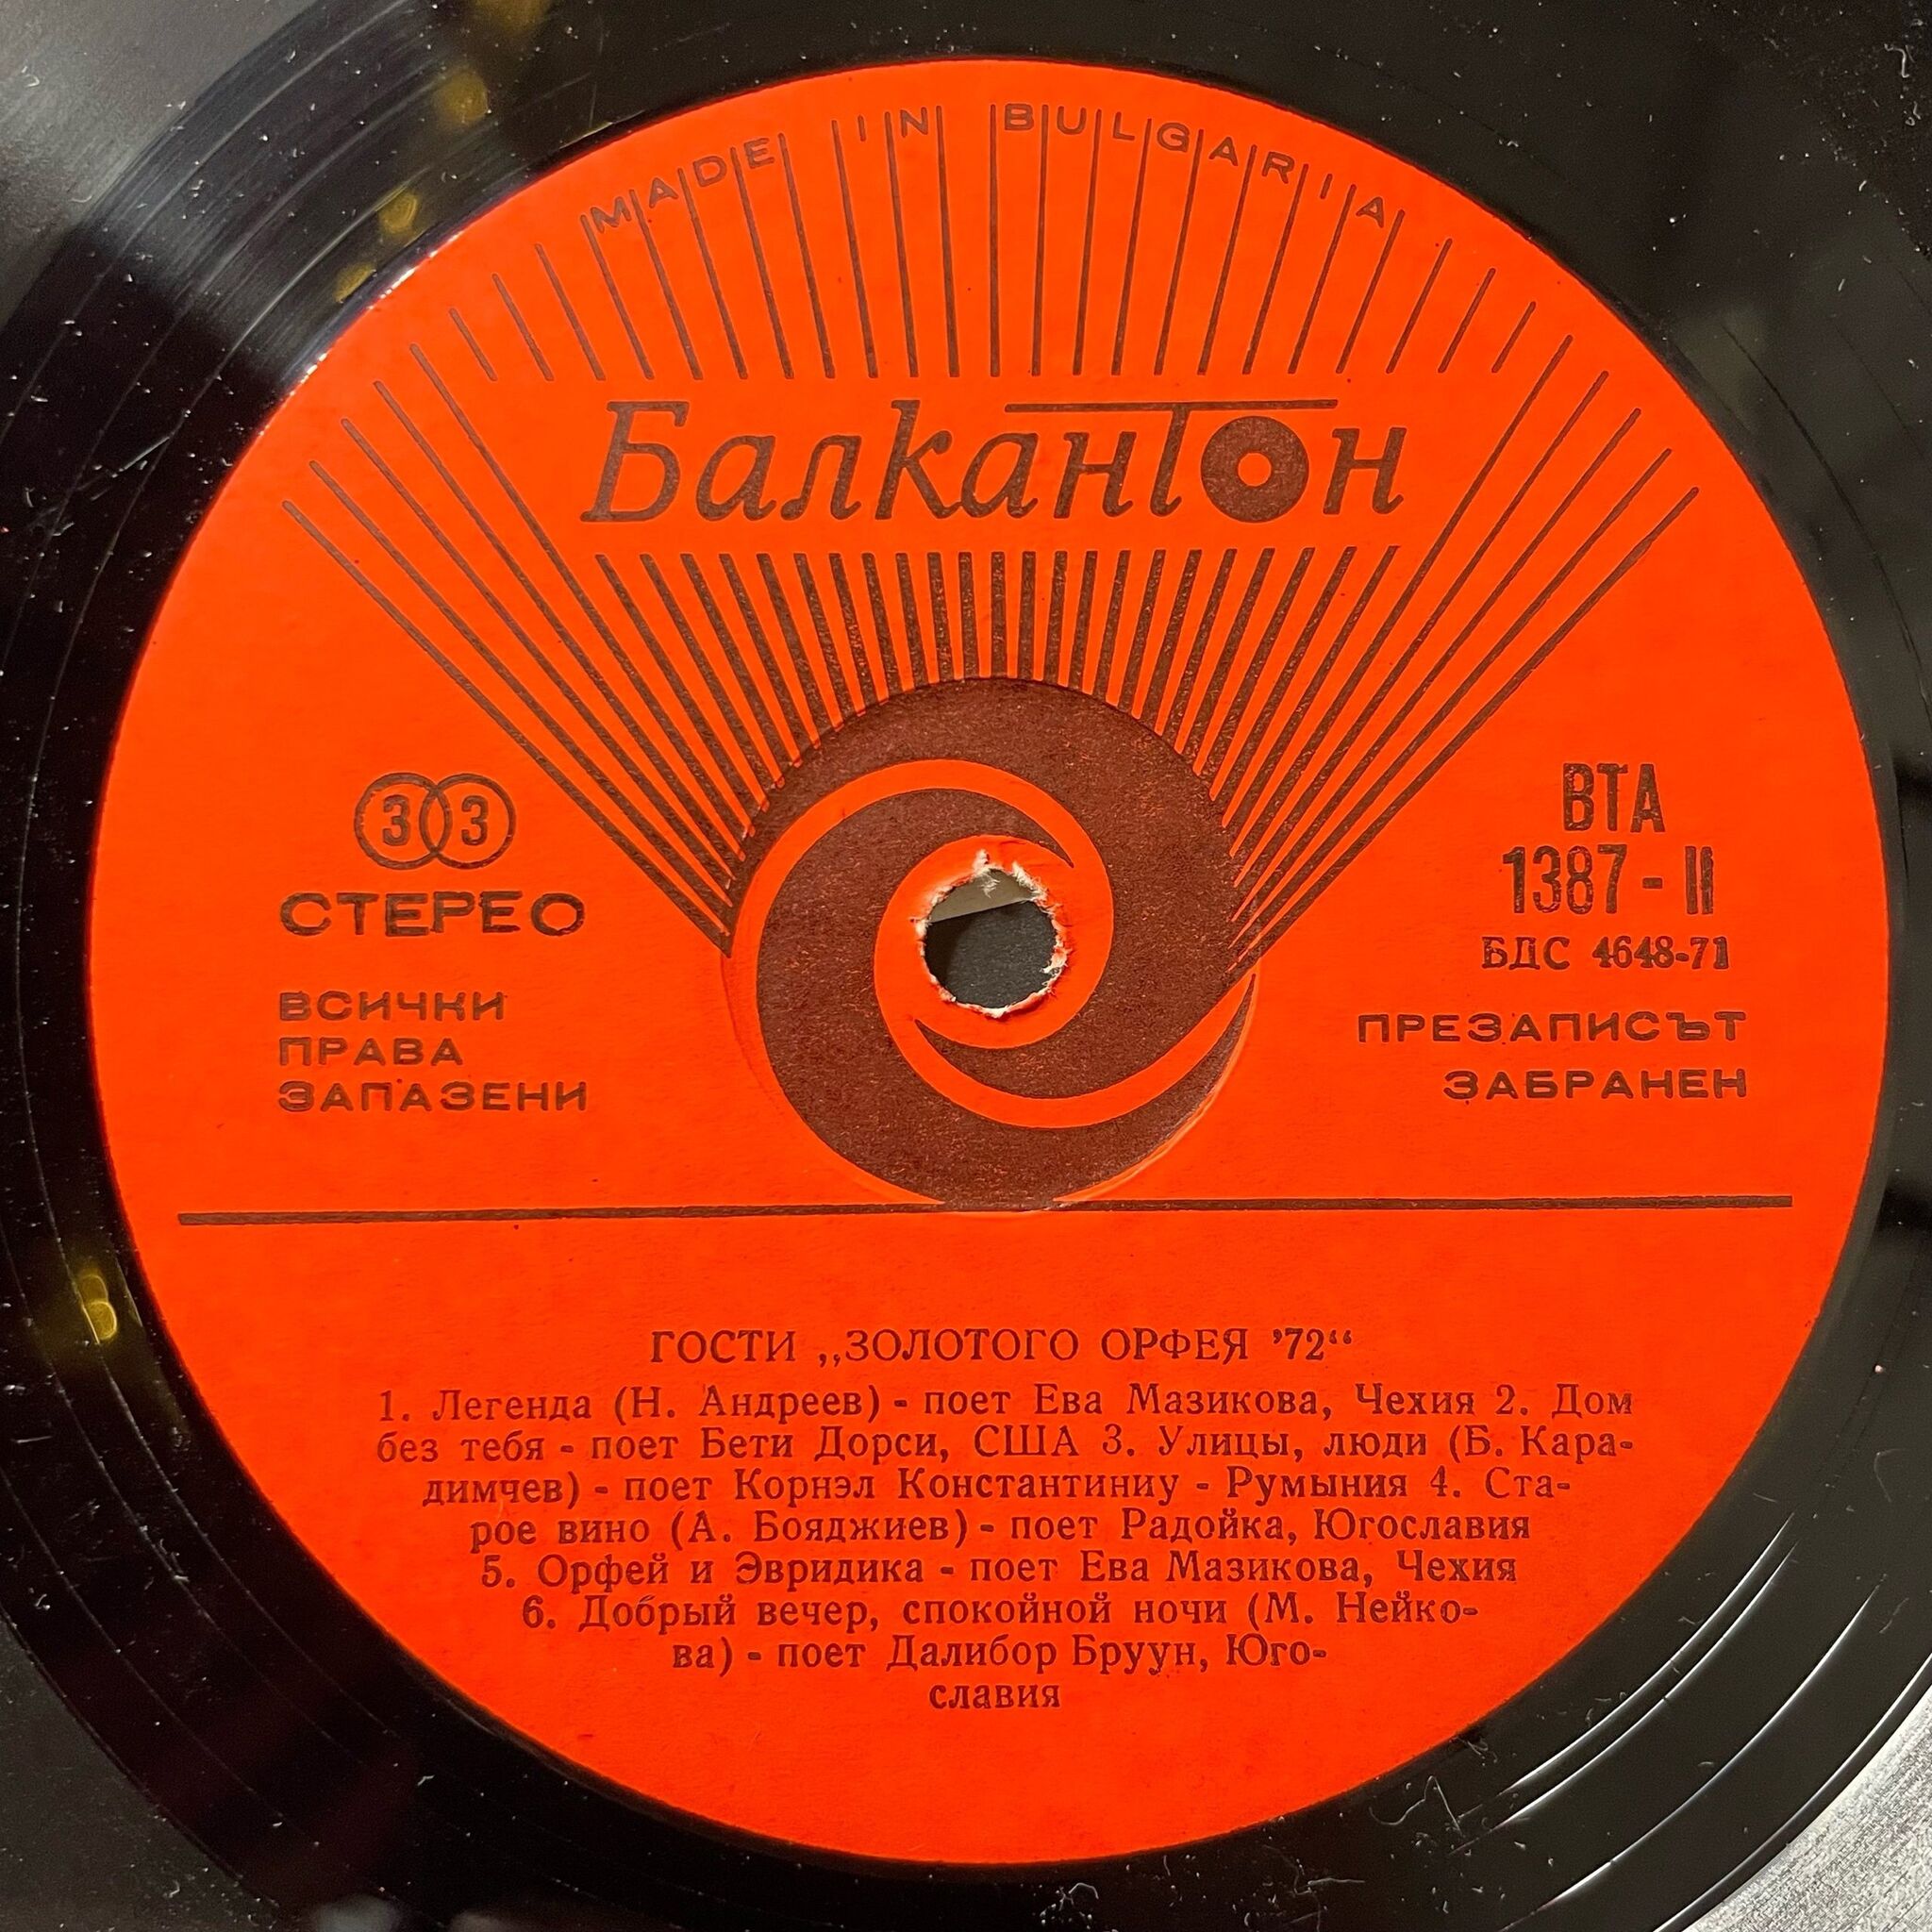 MADE IN BULGARIA
Балкантон
33
СТЕРЕО
ВСИЧКИ
ПРАВА
ЗАПАЗЕНИ
ВТА
1387 - II
БДС 4648-71
ПРЕЗАПИСЪТ
ЗАБРАНЕН
ГОСТИ „ЗОЛОТОГО ОРФЕЯ ’72“
1. Легенда (Н. Андреев) - поет Ева Мазикова, Чехия 2. Дом
без тебя - поет Бети Дорси, США 3. Улицы, люди (Б. Кара-
димчев) - поет Корнэл Константиниу - Румыния 4. Ста-
рое вино (А. Бояджиев) - поет Радойка, Югославия
5. Орфей и Эвридика - поет Ева Мазикова, Чехия
6. Добрый вечер, спокойной ночи (М. Нейко-
ва) - поет Далибор Бруун, Юго-
славия